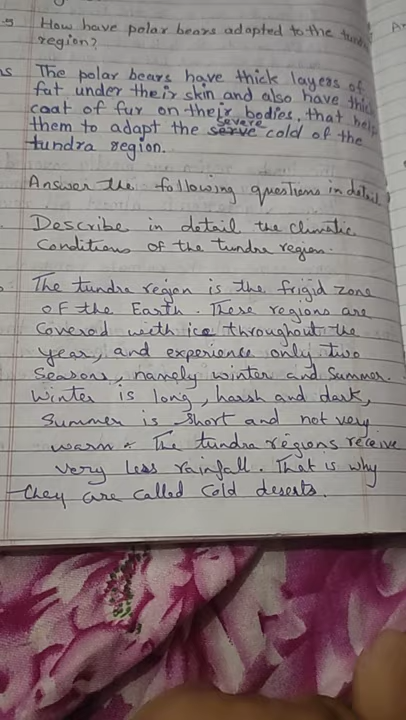 How have polar bears adapted to the tund
region?
The polar bears have thick layers of
fat under their skin and also have thic
coat of fur on their bodies, that help
severe
them to adapt the serve cold of the
tundra region.
Answer the following questions in detail
Describe in detail the climatic
Conditions of the tundra region.
The tundra region is the frigid zone
of the Earth. These regions are
Covered with ice throughout the
year, and experience only two
Seasons, namely winter and Summer.
Winter is long, harsh and dark,
Summer is short and not very
warm. The tundra regions receive
very less rainfall. That is why
they are called Cold deserts.